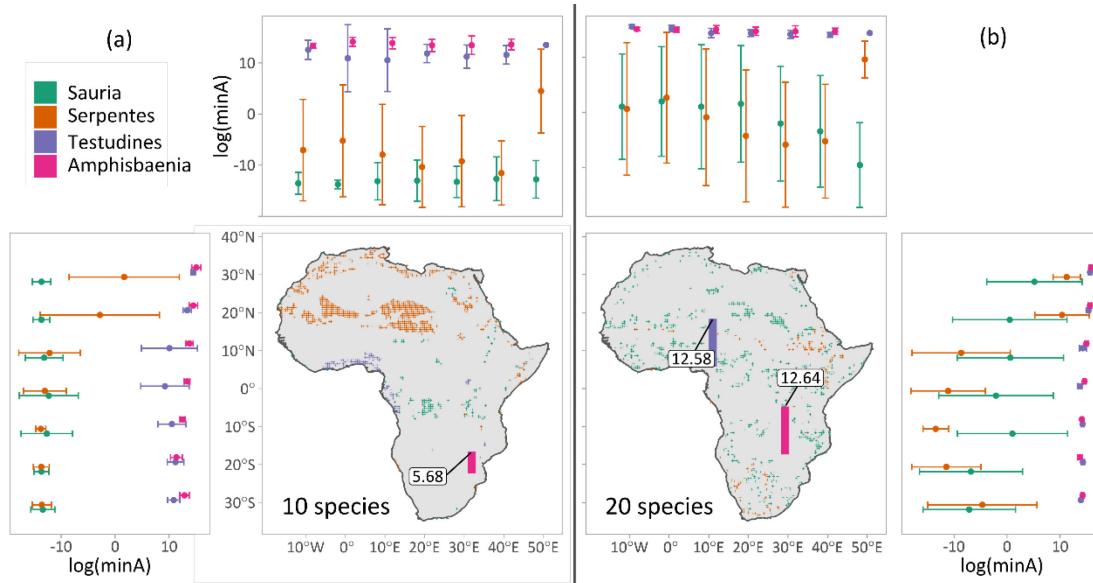 (a)
Sauria
Serpentes
Testudines
Amphisbaenia
log(minA)
10
0
-10
log(minA)
(b)
40°N
30°N
20°N
10°N
0°
10°S
20°S
30°S
5.68
10 species
12.58
12.64
20 species
-10 0 10
log(minA)
10°W 0° 10°E 20°E 30°E 40°E 50°E
10°W 0° 10°E 20°E 30°E 40°E 50°E
-10 0 10
log(minA)